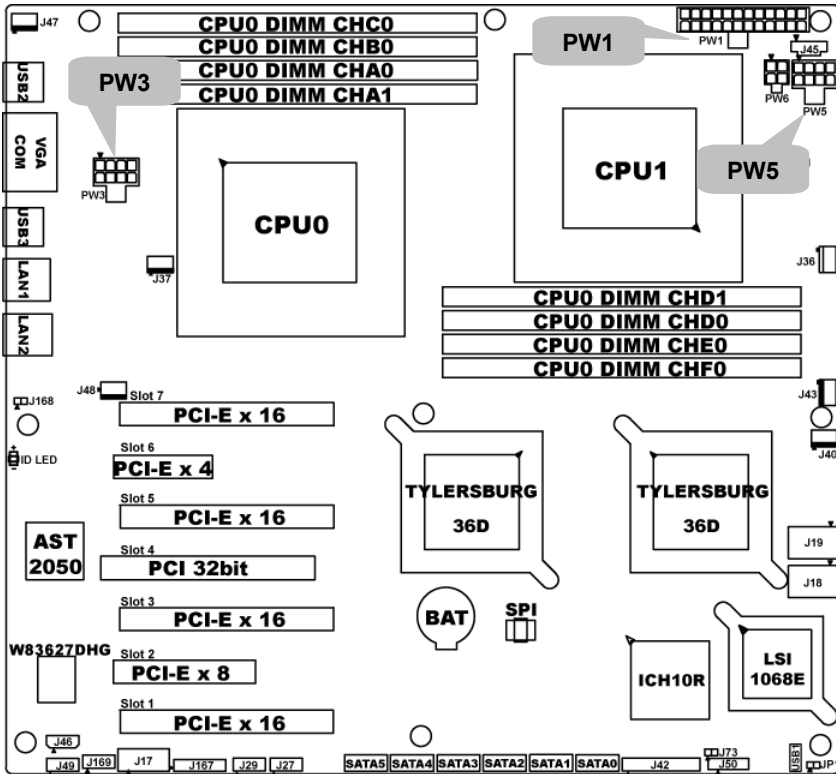 J47
CPU0 DIMM CHC0
CPU0 DIMM CHB0
CPU0 DIMM CHA0
CPU0 DIMM CHA1
PW1
PW1
J45
PW6
PW5
PW5
USB2
VGA
COM
PW3
PW3
USB3
LAN1
LAN2
CPU0
CPU1
J37
J36
CPU0 DIMM CHD1
CPU0 DIMM CHD0
CPU0 DIMM CHE0
CPU0 DIMM CHF0
J48
J168
J43
J40
ID LED
Slot 7
PCI-E x 16
Slot 6
PCI-E x 4
Slot 5
PCI-E x 16
Slot 4
PCI 32bit
Slot 3
PCI-E x 16
Slot 2
PCI-E x 8
Slot 1
PCI-E x 16
AST
2050
TYLERSBURG
36D
TYLERSBURG
36D
J19
J18
BAT
SPI
W83627DHG
ICH10R
LSI
1068E
J46
J49
J169
J17
J167
J29
J27
SATA5
SATA4
SATA3
SATA2
SATA1
SATA0
J42
J73
J50
USB1